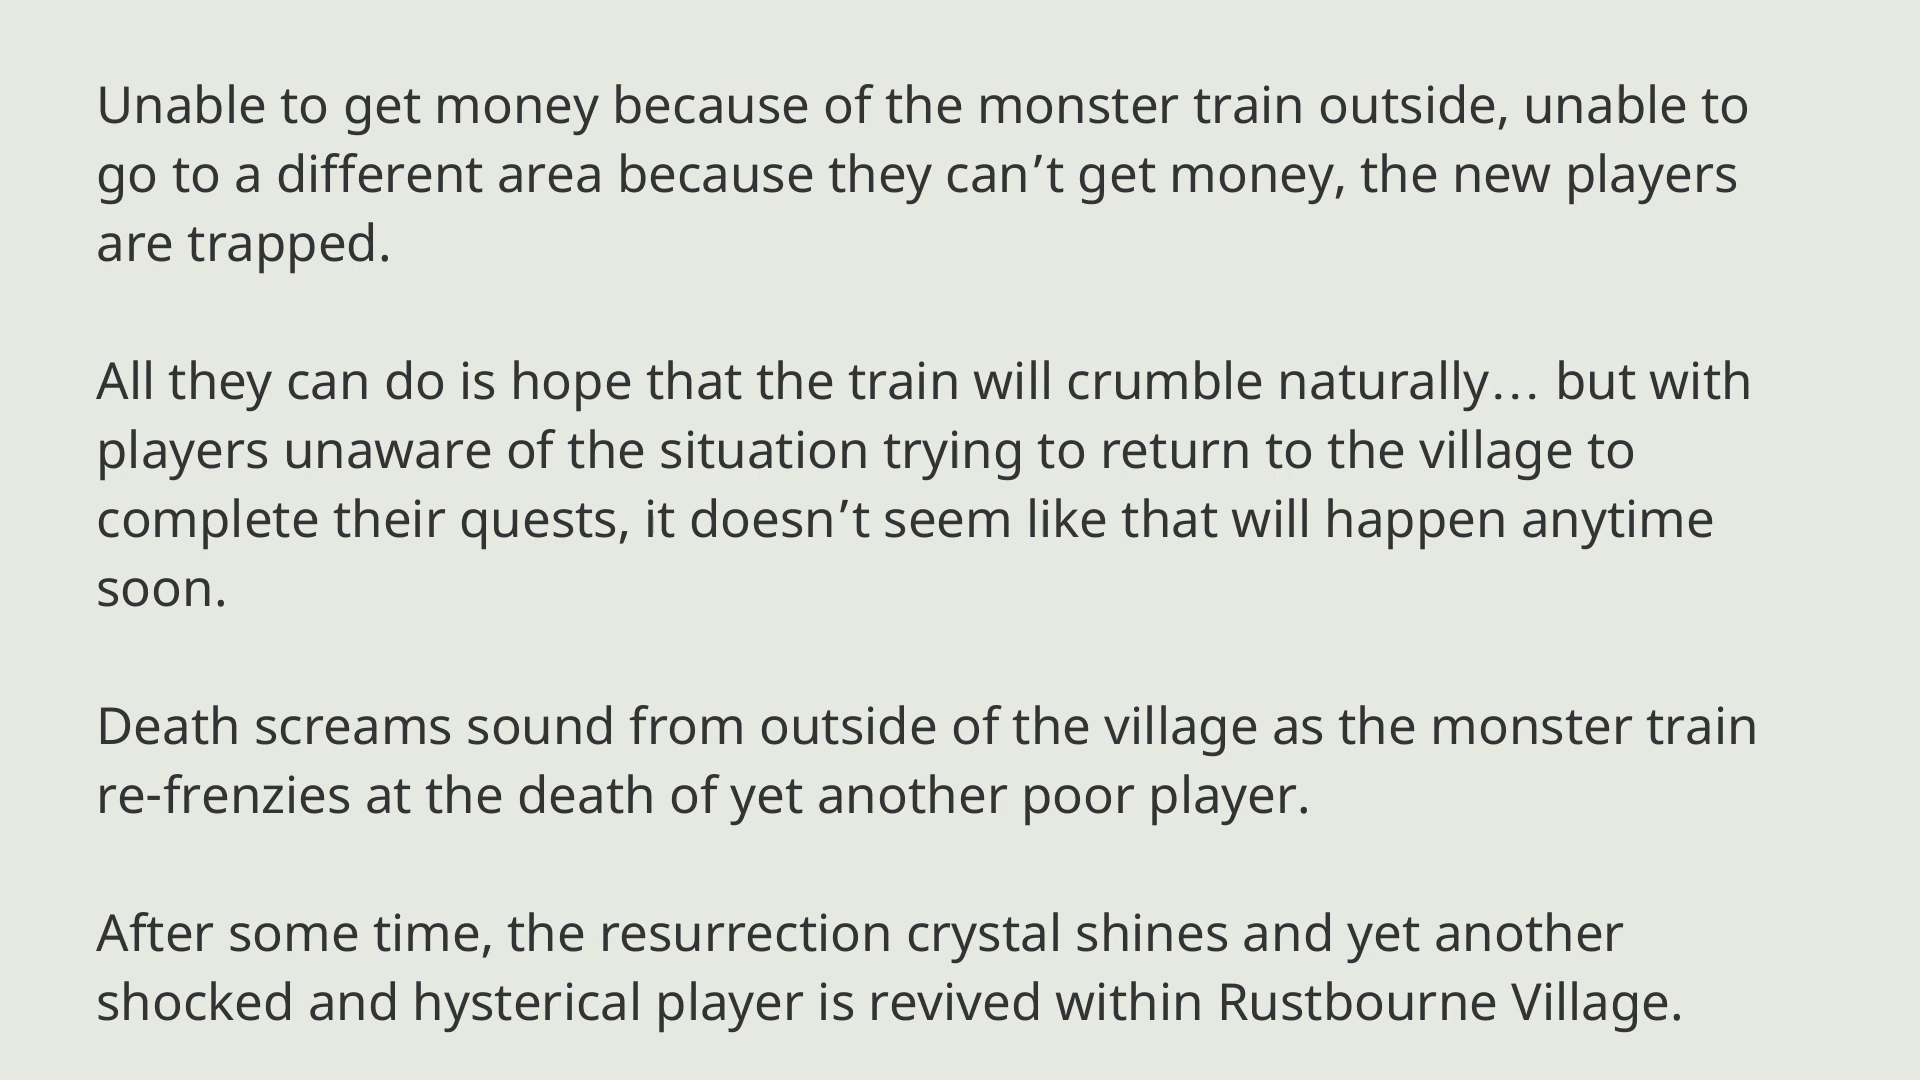 Unable to get money because of the monster train outside, unable to
go to a different area because they can’t get money, the new players
are trapped.
All they can do is hope that the train will crumble naturally… but with
players unaware of the situation trying to return to the village to
complete their quests, it doesn’t seem like that will happen anytime
soon.
Death screams sound from outside of the village as the monster train
re-frenzies at the death of yet another poor player.
After some time, the resurrection crystal shines and yet another
shocked and hysterical player is revived within Rustbourne Village.